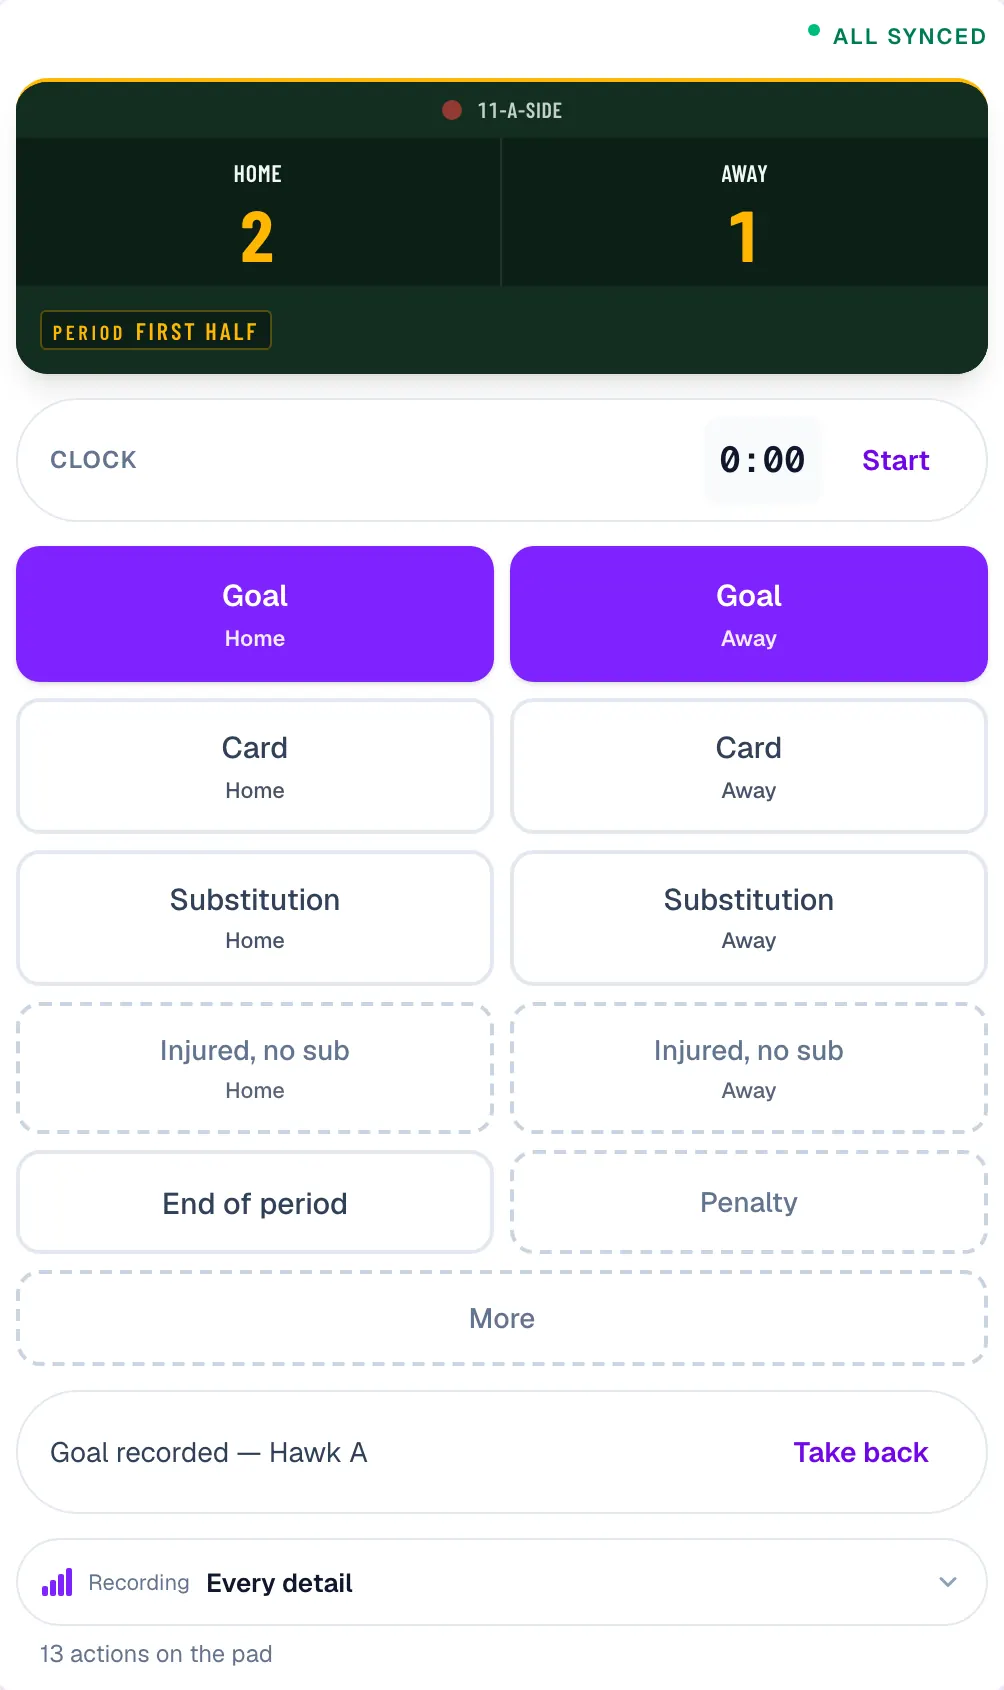 ALL SYNCED
11-A-SIDE
HOME
AWAY
2
1
PERIOD FIRST HALF
CLOCK
0:00
Start
Goal
Home
Goal
Away
Card
Home
Card
Away
Substitution
Home
Substitution
Away
Injured, no sub
Home
Injured, no sub
Away
End of period
Penalty
More
Goal recorded — Hawk A
Take back
Recording Every detail
13 actions on the pad